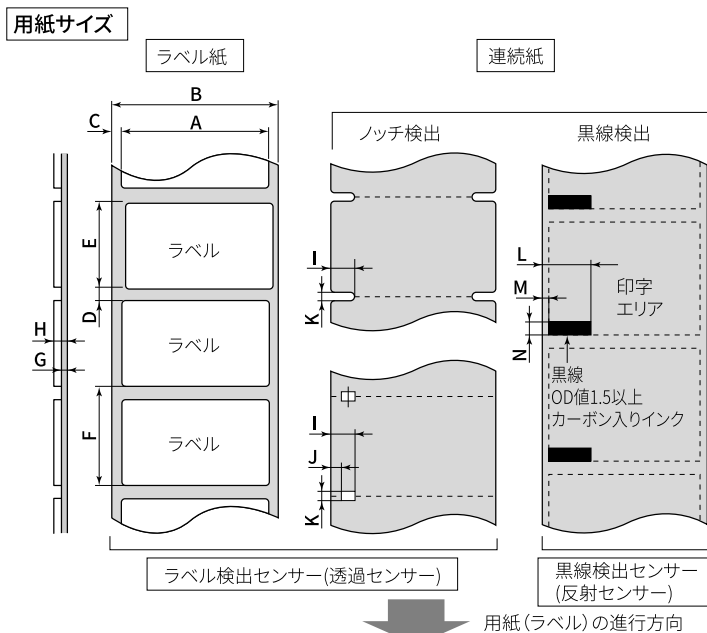 用紙サイズ
ラベル紙
連続紙
B
C
A
ノッチ検出
黒線検出
E
ラベル
D
H
G
ラベル
F
ラベル
I
K
I
J
K
L
M
N
印字
エリア
黒線
OD値1.5以上
カーボン入りインク
ラベル検出センサー(透過センサー)
黒線検出センサー
(反射センサー)
用紙(ラベル)の進行方向